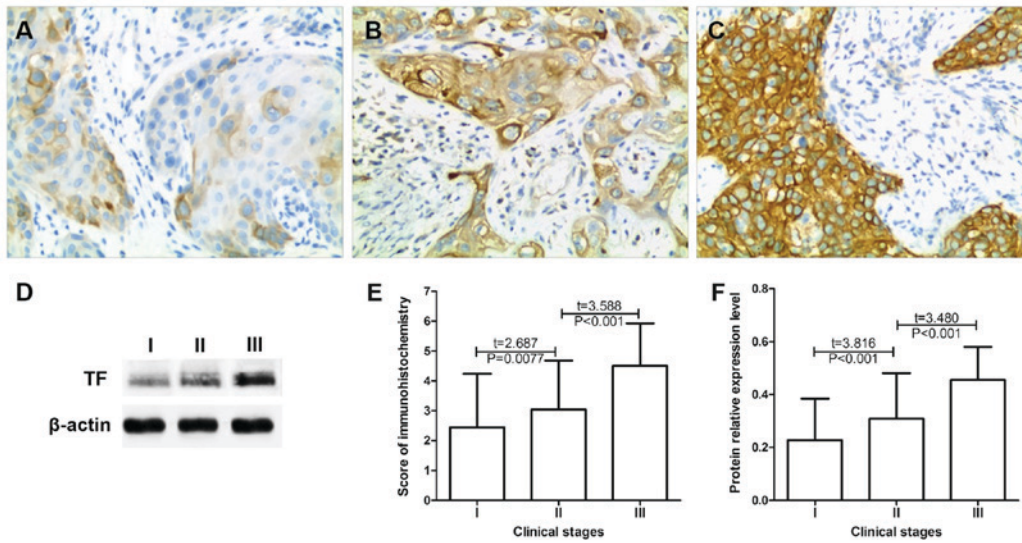 A
B
C
D
I II III
TF
β-actin
E
Score of immunohistochemistry
7
6
5
4
3
2
1
0
t=2.687
P=0.0077
t=3.588
P<0.001
I II III
Clinical stages
F
Protein relative expression level
0.8
0.6
0.4
0.2
0.0
t=3.816
P<0.001
t=3.480
P<0.001
I II III
Clinical stages